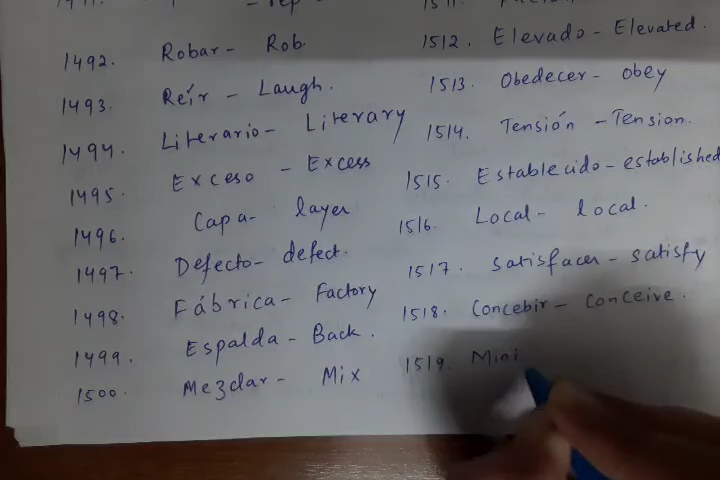 1492. Robar - Rob.
1493. Reír - Laugh.
1494. Literario - Literary
1495. Exceso - Excess
1496. Capa - layer
1497. Defecto - defect.
1498. Fábrica - Factory
1499. Espalda - Back.
1500. Mezclar - Mix
1512. Elevado - Elevated.
1513. Obedecer - obey
1514. Tensión - Tension.
1515. Establecido - established
1516. Local - local.
1517. Satisfacer - satisfy
1518. Concebir - Conceive.
1519. Mini